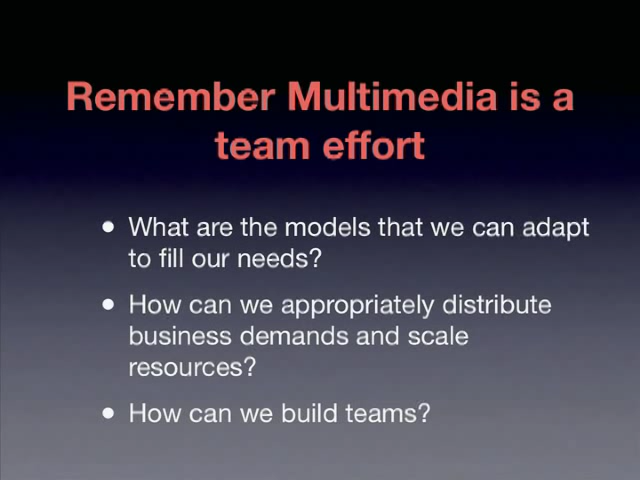 Remember Multimedia is a
team effort
• What are the models that we can adapt
to fill our needs?
• How can we appropriately distribute
business demands and scale
resources?
• How can we build teams?